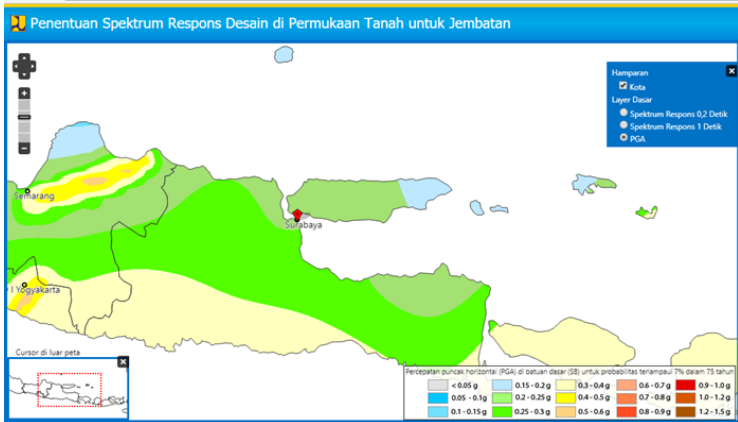 Penentuan Spektrum Respons Desain di Permukaan Tanah untuk Jembatan
Hamparan
Kota
Layer Dasar
Spektrum Respons 0,2 Detik
Spektrum Respons 1 Detik
PGA
Semarang
Surabaya
I Yogyakarta
Cursor di luar peta
Percepatan puncak horizontal (PGA) di batuan dasar (SB) untuk probabilitas terlampaui 7% dalam 75 tahun
< 0.05 g 0.15 - 0.2 g 0.3 - 0.4 g 0.6 - 0.7 g 0.9 - 1.0 g
0.05 - 0.1g 0.2 - 0.25 g 0.4 - 0.5 g 0.7 - 0.8 g 1.0 - 1.2 g
0.1 - 0.15 g 0.25 - 0.3 g 0.5 - 0.6 g 0.8 - 0.9 g 1.2 - 1.5 g